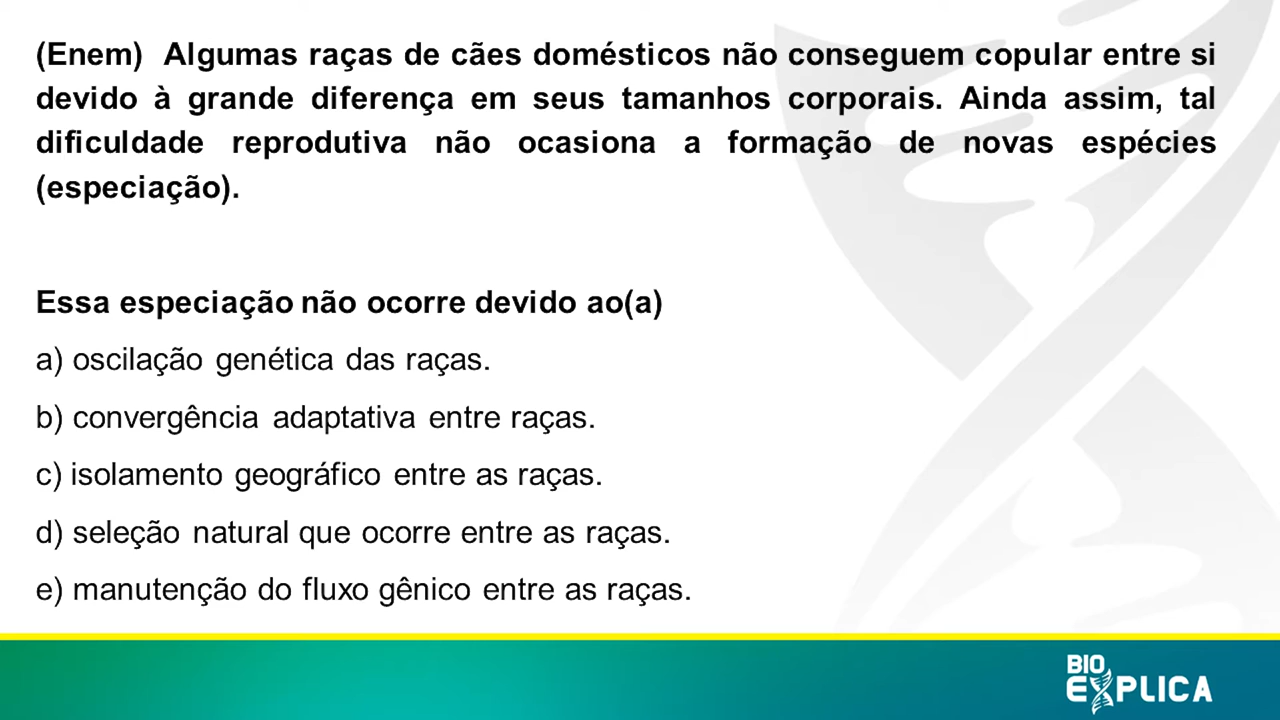 (Enem) Algumas raças de cães domésticos não conseguem copular entre si
devido à grande diferença em seus tamanhos corporais. Ainda assim, tal
dificuldade reprodutiva não ocasiona a formação de novas espécies
(especiação).
Essa especiação não ocorre devido ao(a)
a) oscilação genética das raças.
b) convergência adaptativa entre raças.
c) isolamento geográfico entre as raças.
d) seleção natural que ocorre entre as raças.
e) manutenção do fluxo gênico entre as raças.
BIO
EXPLICA